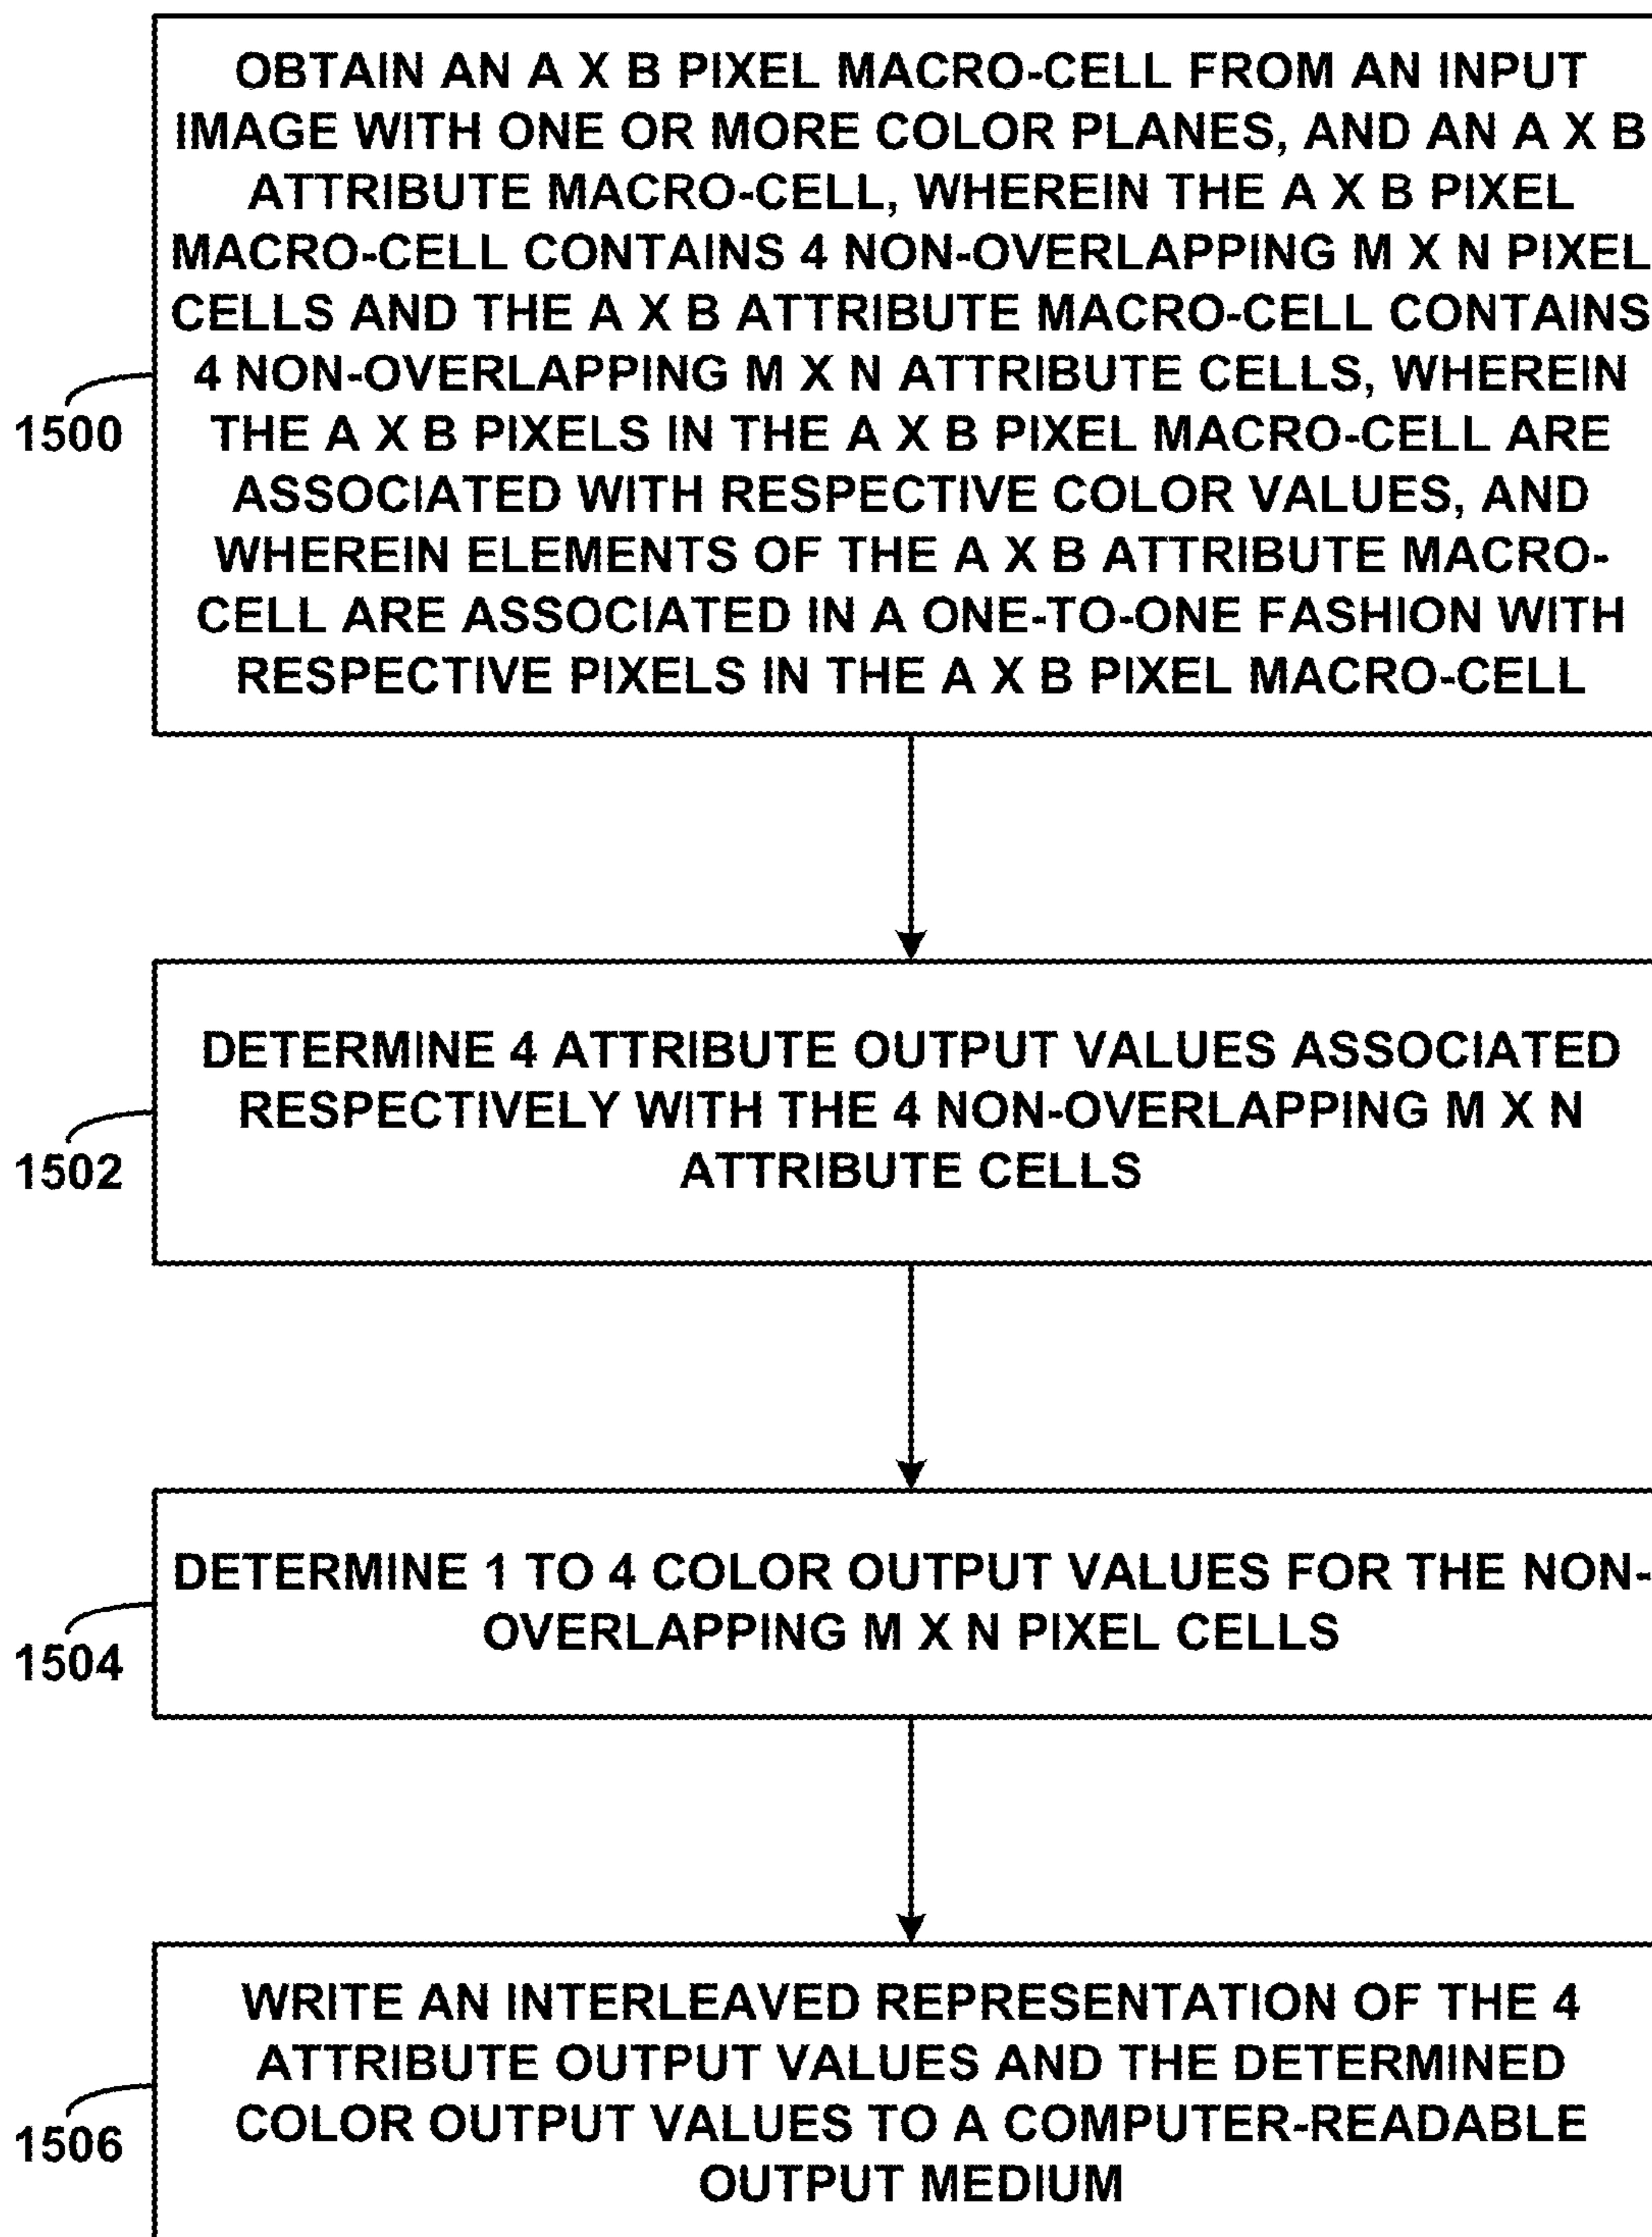 OBTAIN AN A X B PIXEL MACRO-CELL FROM AN INPUT
IMAGE WITH ONE OR MORE COLOR PLANES, AND AN A X B
ATTRIBUTE MACRO-CELL, WHEREIN THE A X B PIXEL
MACRO-CELL CONTAINS 4 NON-OVERLAPPING M X N PIXEL
CELLS AND THE A X B ATTRIBUTE MACRO-CELL CONTAINS
4 NON-OVERLAPPING M X N ATTRIBUTE CELLS, WHEREIN
THE A X B PIXELS IN THE A X B PIXEL MACRO-CELL ARE
ASSOCIATED WITH RESPECTIVE COLOR VALUES, AND
WHEREIN ELEMENTS OF THE A X B ATTRIBUTE MACRO-
CELL ARE ASSOCIATED IN A ONE-TO-ONE FASHION WITH
RESPECTIVE PIXELS IN THE A X B PIXEL MACRO-CELL
1500
DETERMINE 4 ATTRIBUTE OUTPUT VALUES ASSOCIATED
RESPECTIVELY WITH THE 4 NON-OVERLAPPING M X N
ATTRIBUTE CELLS
1502
DETERMINE 1 TO 4 COLOR OUTPUT VALUES FOR THE NON-
OVERLAPPING M X N PIXEL CELLS
1504
WRITE AN INTERLEAVED REPRESENTATION OF THE 4
ATTRIBUTE OUTPUT VALUES AND THE DETERMINED
COLOR OUTPUT VALUES TO A COMPUTER-READABLE
OUTPUT MEDIUM
1506